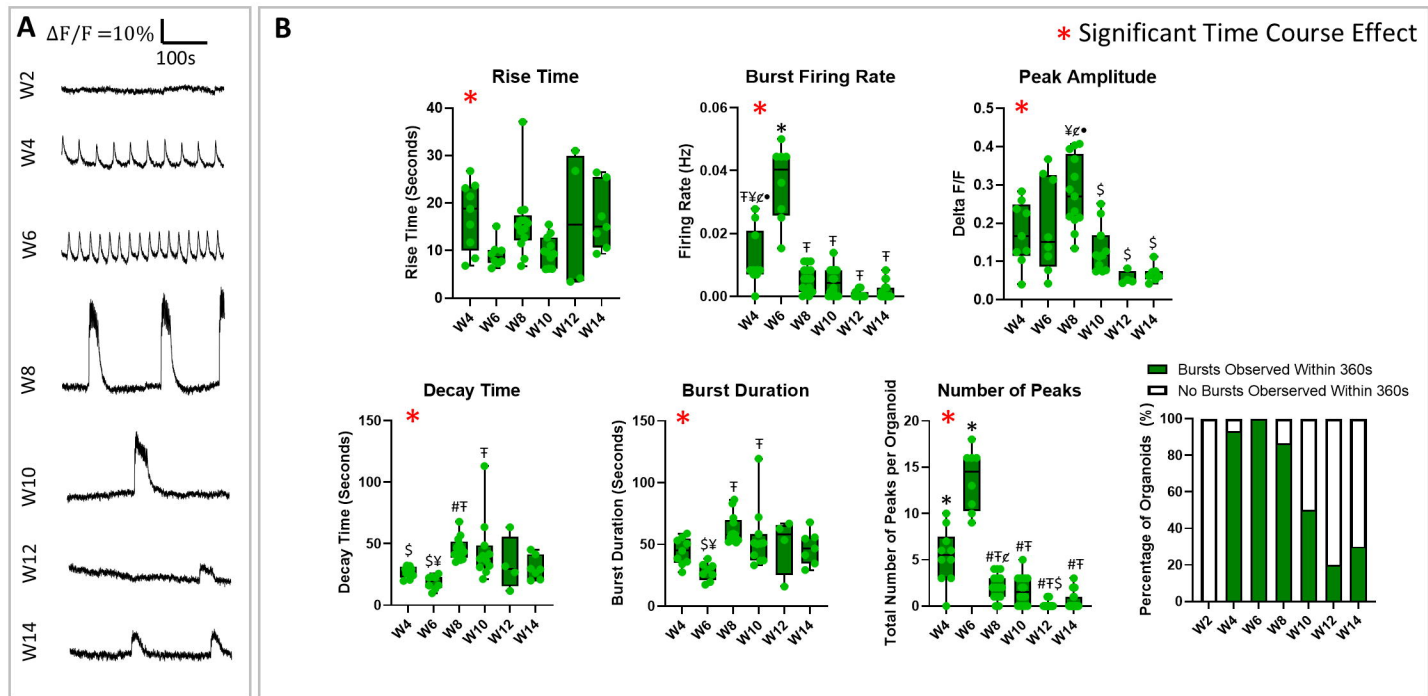 A
ΔF/F =10%
100s
W2
W4
W6
W8
W10
W12
W14
B
* Significant Time Course Effect
Rise Time
*
Rise Time (Seconds)
40
30
20
10
0
W4 W6 W8 W10 W12 W14
Burst Firing Rate
*
Firing Rate (Hz)
0.06
0.04
0.02
0.00
Ŧ¥ȼ•
*
Ŧ
Ŧ
Ŧ
Ŧ
W4 W6 W8 W10 W12 W14
Peak Amplitude
*
Delta F/F
0.5
0.4
0.3
0.2
0.1
0.0
¥ȼ•
$
$
$
W4 W6 W8 W10 W12 W14
Decay Time
*
Decay Time (Seconds)
150
100
50
0
$
$¥
#Ŧ
Ŧ
W4 W6 W8 W10 W12 W14
Burst Duration
*
Burst Duration (Seconds)
150
100
50
0
$¥
Ŧ
Ŧ
W4 W6 W8 W10 W12 W14
Number of Peaks
*
Total Number of Peaks per Organoid
20
15
10
5
0
*
*
#Ŧȼ
#Ŧ
#Ŧ$
#Ŧ
W4 W6 W8 W10 W12 W14
Bursts Observed Within 360s
No Bursts Oberserved Within 360s
Percentage of Organoids (%)
100
80
60
40
20
0
W2 W4 W6 W8 W10 W12 W14